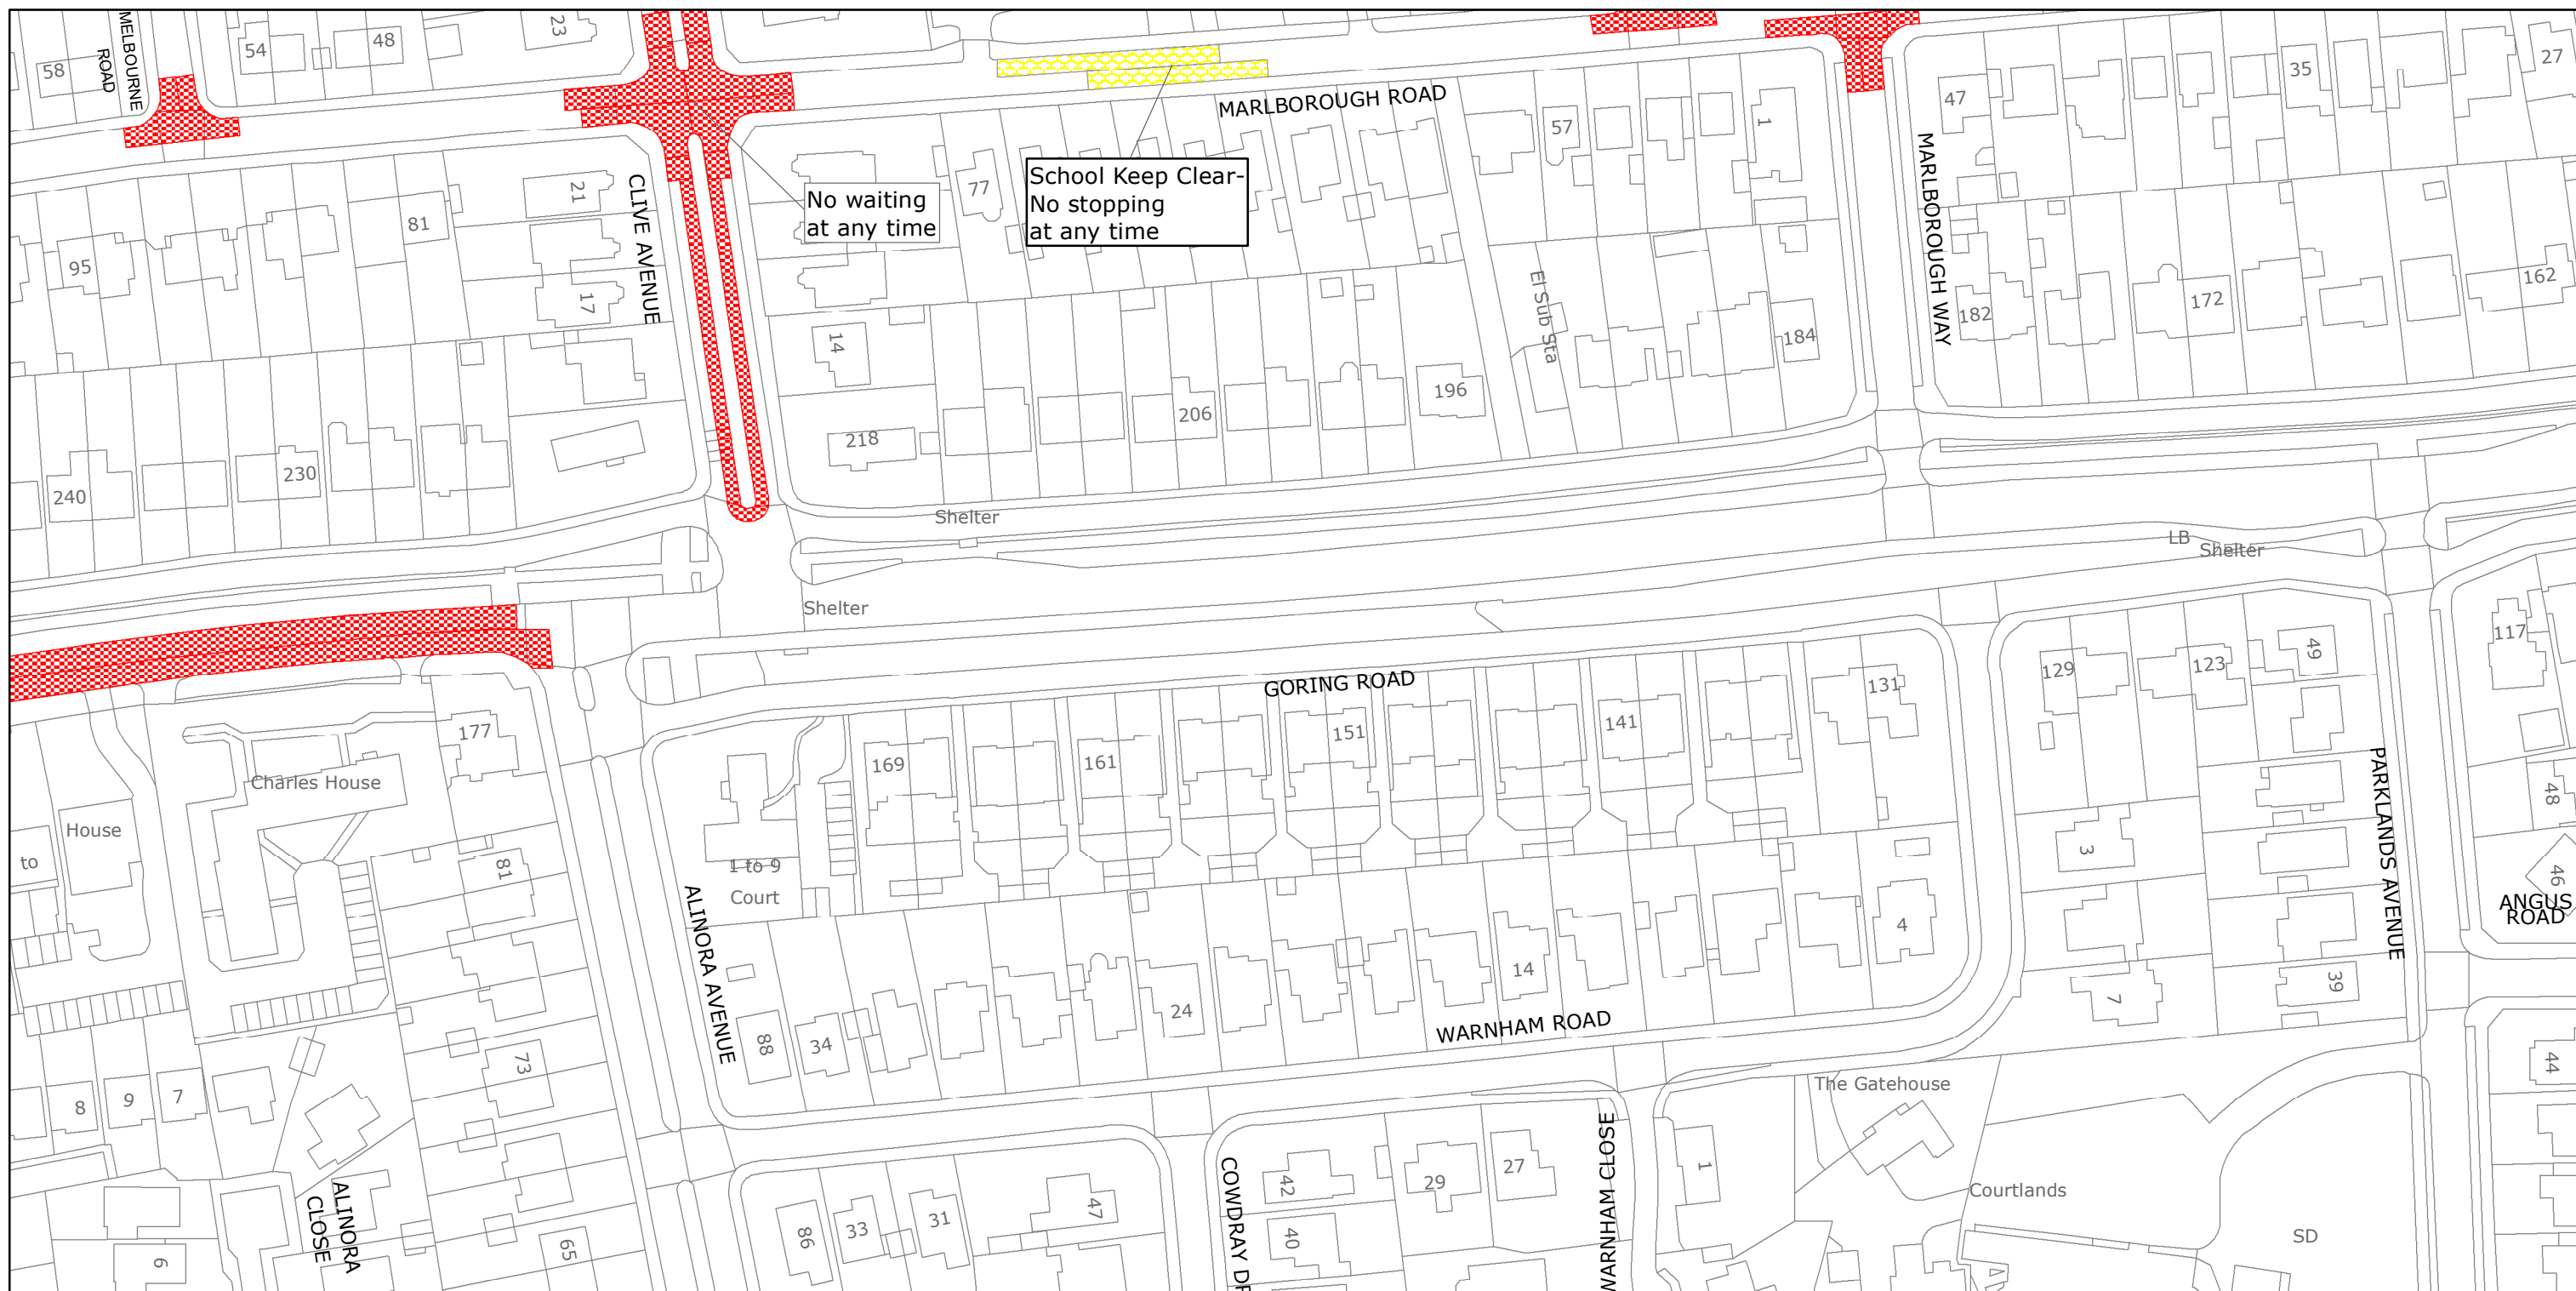 MELBOURNE
ROAD
58
54
48
23
MARLBOROUGH ROAD
57
1
47
35
27
No waiting
at any time
School Keep Clear-
No stopping
at any time
77
21
81
95
17
CLIVE AVENUE
14
MARLBOROUGH WAY
El Sub Sta
184
182
172
162
196
206
218
230
240
Shelter
Shelter
LB
Shelter
GORING ROAD
117
49
123
129
131
141
151
161
169
177
Charles House
House
to
1 to 9
Court
81
ALINORA AVENUE
PARKLANDS AVENUE
48
46
ANGUS
ROAD
3
4
7
39
14
24
WARNHAM ROAD
34
88
73
8
9
7
44
The Gatehouse
Courtlands
SD
WARNHAM CLOSE
1
27
29
42
40
COWDRAY DR
47
31
33
86
65
ALINORA
CLOSE
6